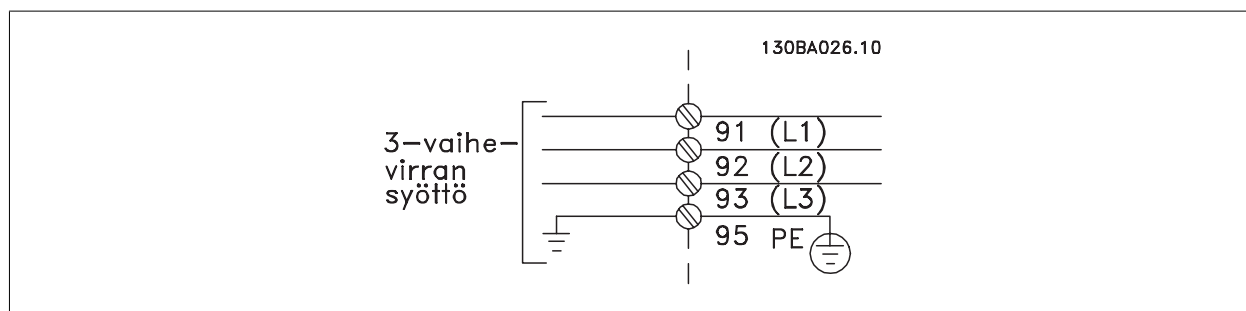 130BA026.10
3-vaihe-
virran
syöttö
91 (L1)
92 (L2)
93 (L3)
95 PE